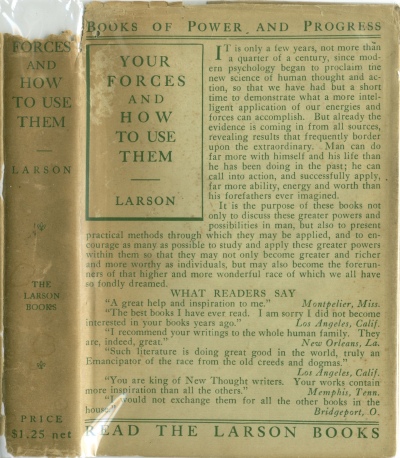 FORCES
AND
HOW
TO USE
THEM
LARSON
THE
LARSON
BOOKS
PRICE
$1.25 net
BOOKS OF POWER AND PROGRESS
YOUR
FORCES
AND
HOW
TO USE
THEM
LARSON
IT is only a few years, not more than
a quarter of a century, since mod-
ern psychology began to proclaim the
new science of human thought and ac-
tion, so that we have had but a short
time to demonstrate what a more intel-
ligent application of our energies and
forces can accomplish. But already the
evidence is coming in from all sources,
revealing results that frequently border
upon the extraordinary. Man can do
far more with himself and his life than
he has been doing in the past; he can
call into action, and successfully apply,
far more ability, energy and worth than
his forefathers ever imagined.
It is the purpose of these books not
only to discuss these greater powers and
possibilities in man, but also to present
practical methods through which they may be applied, and to en-
courage as many as possible to study and apply these greater powers
within them so that they may not only become greater and richer
and more worthy as individuals, but may also become the forerun-
ners of that higher and more wonderful race of which we all have
so fondly dreamed.
WHAT READERS SAY
"A great help and inspiration to me." Montpelier, Miss.
"The best books I have ever read. I am sorry I did not become
interested in your books years ago." Los Angeles, Calif.
"I recommend your writings to the whole human family. They
are, indeed, great." New Orleans, La.
"Such literature is doing great good in the world, truly an
Emancipator of the race from old creeds and dogmas."
Los Angeles, Calif.
"You are king of New Thought writers. Your works contain
more inspiration than all the others." Memphis, Tenn.
"I would not exchange them for all the other books in the
house." Bridgeport, O.
READ THE LARSON BOOKS